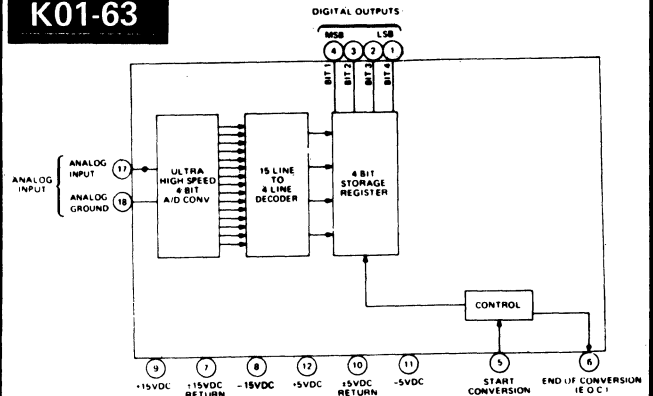 K01-63
DIGITAL OUTPUTS
MSB LSB
4 3 2 1
BIT 1 BIT 2 BIT 3 BIT 4
ANALOG INPUT
ANALOG INPUT 17
ANALOG GROUND 18
ULTRA
HIGH SPEED
4 BIT
A/D CONV
15 LINE
TO
4 LINE
DECODER
4 BIT
STORAGE
REGISTER
CONTROL
9 7 8 12 10 11 5 6
+15VDC
±15VDC
RETURN
-15VDC
+5VDC
±5VDC
RETURN
-5VDC
START
CONVERSION
END OF CONVERSION
(E O C)